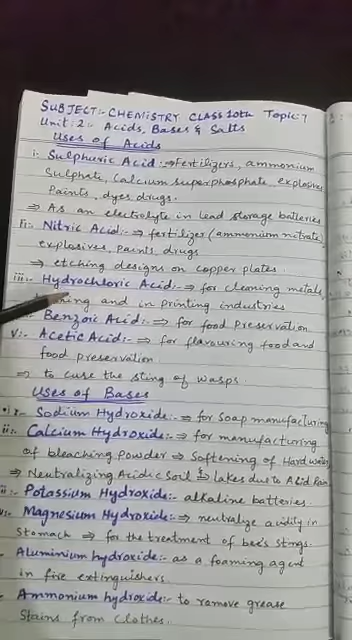 SUBJECT:- CHEMISTRY CLASS 10th Topic: 7
Unit: 2:- Acids, Bases & Salts
Uses of Acids
i:- Sulphuric Acid:- ⇒ Fertilizers, ammonium
Sulphate, Calcium superphosphate, explosives
Paints, dyes drugs.
⇒ As an electrolyte in lead storage batteries
ii:- Nitric Acid:- ⇒ fertilizer (ammonium nitrate)
explosives, paints, drugs
⇒ etching designs on copper plates.
iii:- Hydrochloric Acid:- ⇒ for cleaning metals
and in printing industries
Benzoic Acid:- ⇒ for food preservation
v:- Acetic Acid:- ⇒ for flavouring food and
food preservation
⇒ to cure the sting of wasps.
Uses of Bases
i:- Sodium Hydroxide:- ⇒ for soap manufacturing
ii:- Calcium Hydroxide:- ⇒ for manufacturing
of bleaching powder ⇒ Softening of Hard water
⇒ Neutralizing Acidic Soil & lakes due to Acid Rain
Potassium Hydroxide:- alkaline batteries.
Magnesium Hydroxide:- ⇒ neutralize acidity in
Stomach ⇒ for the treatment of bee's stings.
Aluminium hydroxide:- as a foaming agent
in fire extinguishers.
Ammonium hydroxide:- to remove grease
Stains from clothes.